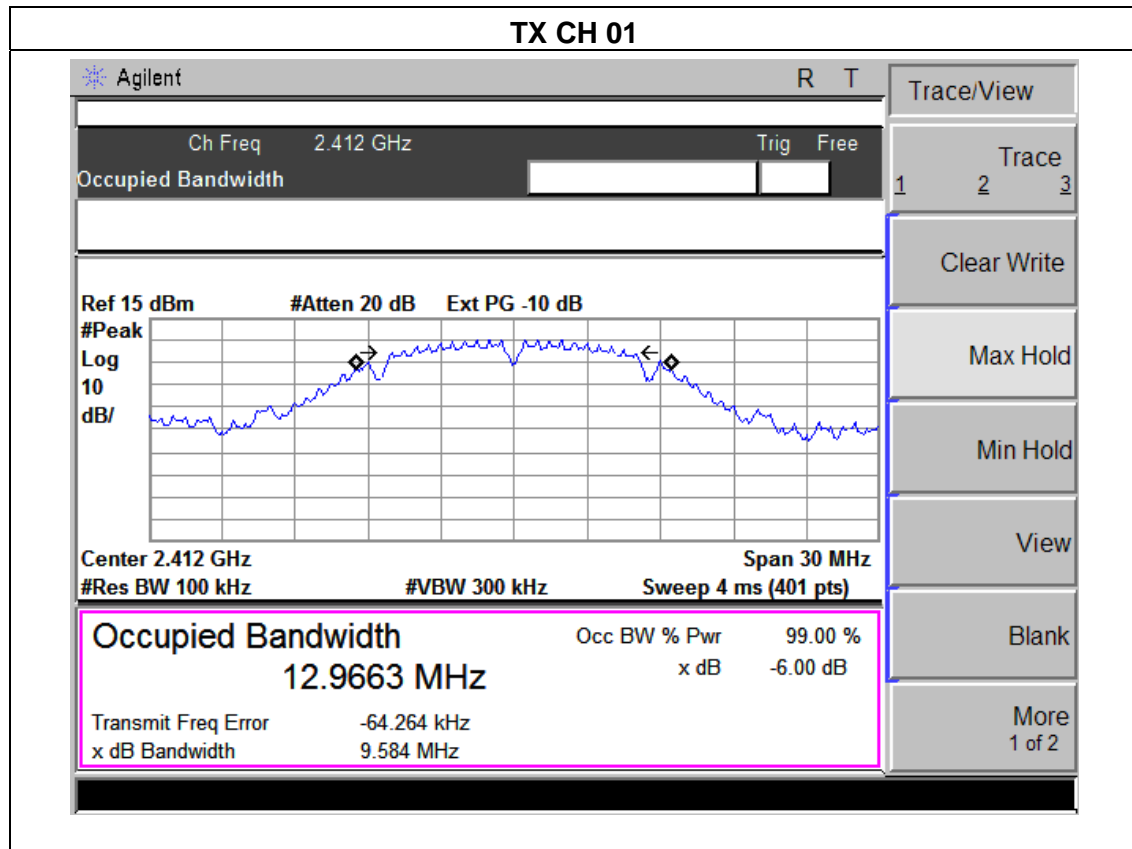 TX CH 01
Agilent R T
Ch Freq 2.412 GHz Trig Free
Occupied Bandwidth
Ref 15 dBm #Atten 20 dB Ext PG -10 dB
#Peak
Log
10
dB/
Center 2.412 GHz Span 30 MHz
#Res BW 100 kHz #VBW 300 kHz Sweep 4 ms (401 pts)
Occupied Bandwidth Occ BW % Pwr 99.00 %
12.9663 MHz x dB -6.00 dB
Transmit Freq Error -64.264 kHz
x dB Bandwidth 9.584 MHz
Trace/View
Trace
1 2 3
Clear Write
Max Hold
Min Hold
View
Blank
More
1 of 2